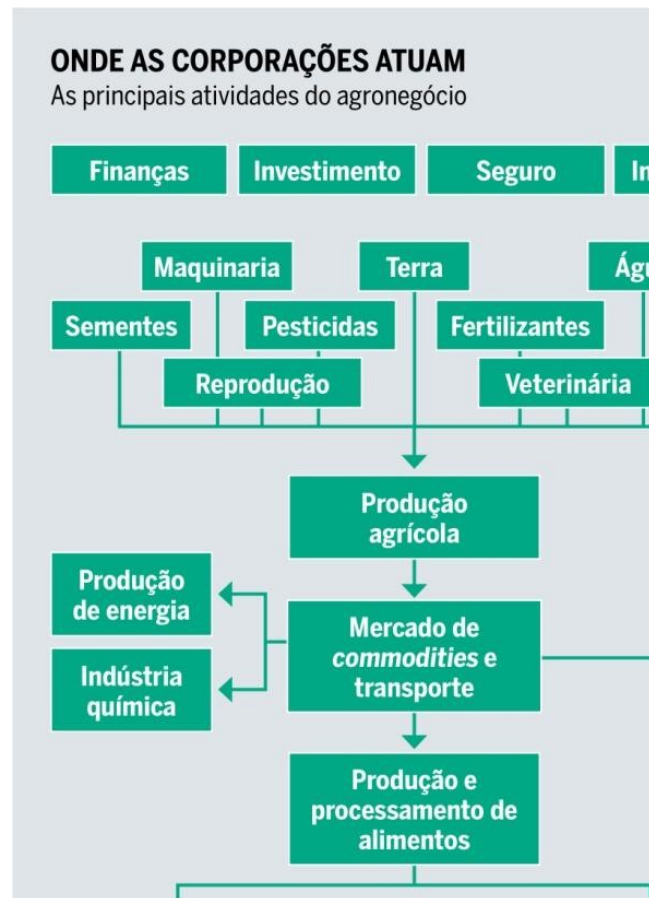 ONDE AS CORPORAÇÕES ATUAM
As principais atividades do agronegócio
Finanças
Investimento
Seguro
Maquinaria
Terra
Sementes
Pesticidas
Fertilizantes
Reprodução
Veterinária
Produção
agrícola
Produção
de energia
Indústria
química
Mercado de
commodities e
transporte
Produção e
processamento de
alimentos